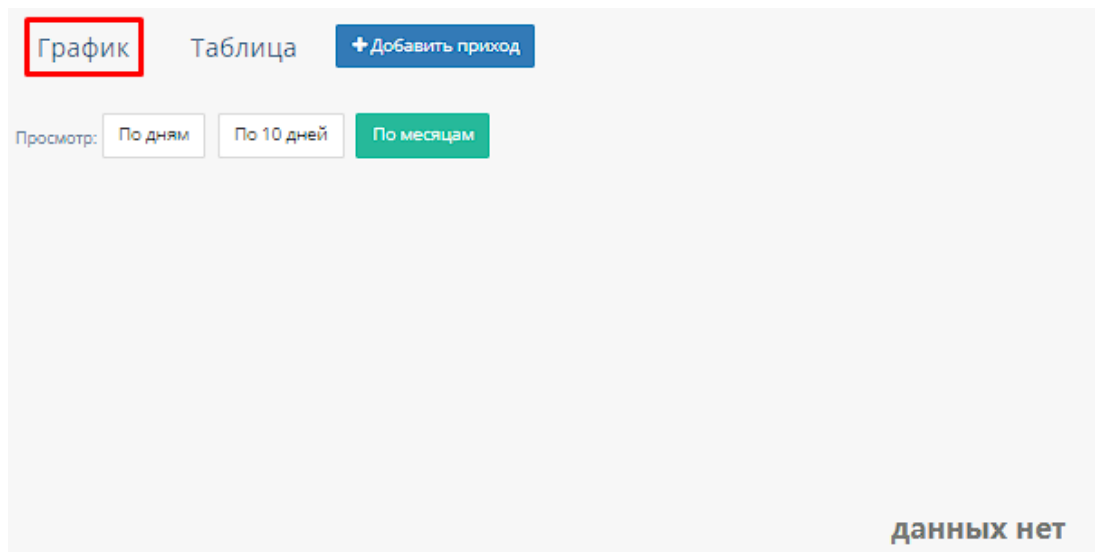 График Таблица +Добавить приход
Просмотр: По дням По 10 дней По месяцам
данных нет